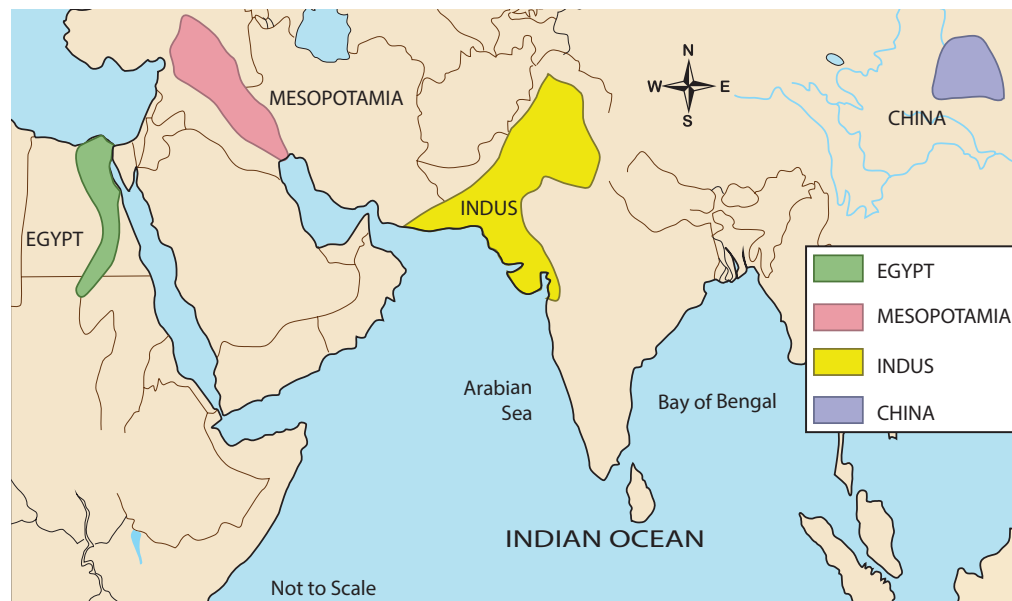 N
W
E
S
MESOPOTAMIA
CHINA
INDUS
EGYPT
EGYPT
MESOPOTAMIA
INDUS
CHINA
Arabian
Sea
Bay of Bengal
INDIAN OCEAN
Not to Scale